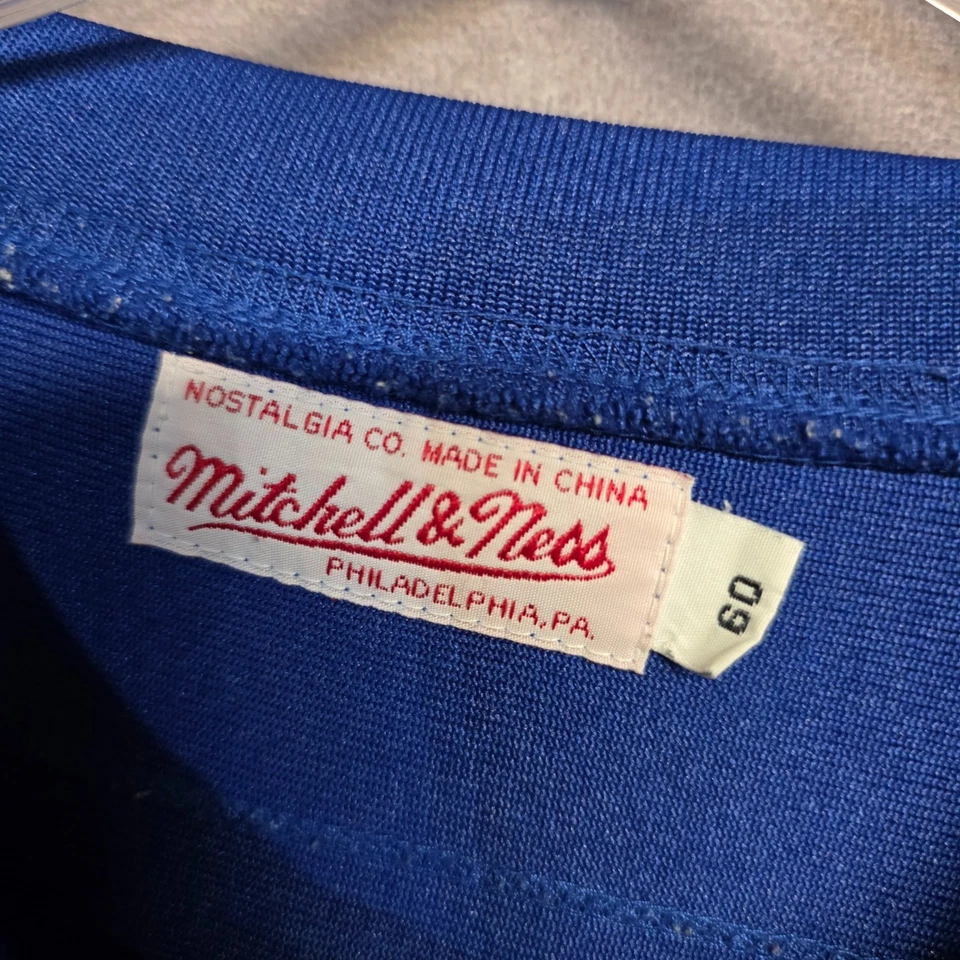 NOSTALGIA CO. MADE IN CHINA
Mitchell & Ness
PHILADELPHIA, PA.
60